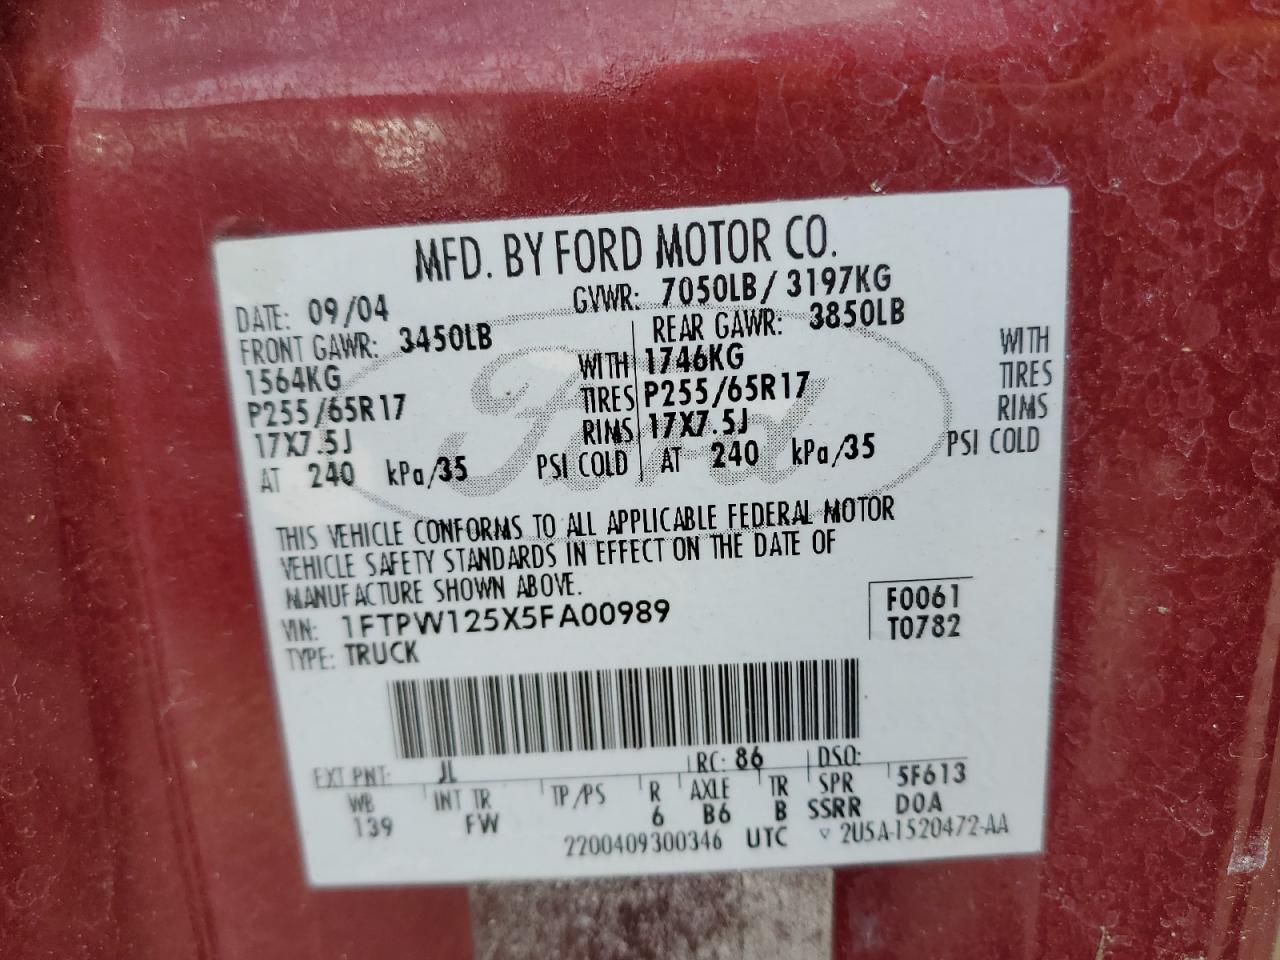 MFD. BY FORD MOTOR CO.
DATE: 09/04 GVWR: 7050LB/ 3197KG
FRONT GAWR: 3450LB REAR GAWR: 3850LB
1564KG WITH 1746KG WITH
P255/65R17 TIRES P255/65R17 TIRES
17X7.5J RIMS 17X7.5J RIMS
AT 240 kPa/35 PSI COLD AT 240 kPa/35 PSI COLD
Ford
THIS VEHICLE CONFORMS TO ALL APPLICABLE FEDERAL MOTOR
VEHICLE SAFETY STANDARDS IN EFFECT ON THE DATE OF
MANUFACTURE SHOWN ABOVE.
VIN: 1FTPW125X5FA00989 F0061
TYPE: TRUCK T0782
EXT PNT: JL RC: 86 DSO:
WB INT TR TP/PS R AXLE TR SPR 5F613
139 FW 6 B6 B SSRR DOA
2200409300346 UTC ▽ 2U5A-1520472-AA